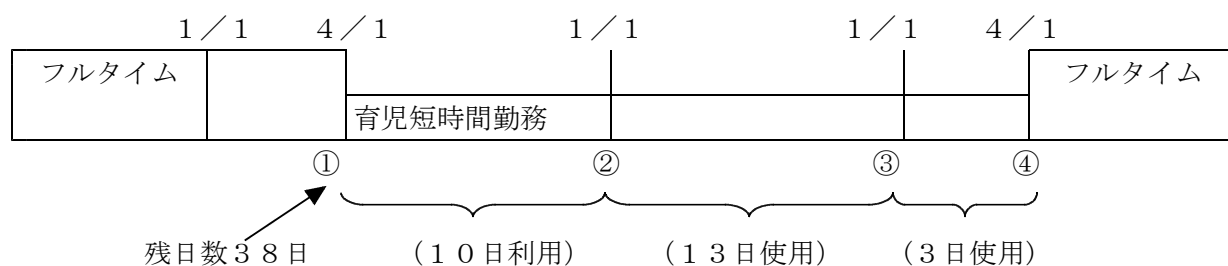 １／１ ４／１ １／１ １／１ ４／１
フルタイム フルタイム
育児短時間勤務
① ② ③ ④
残日数３８日 （１０日利用） （１３日使用） （３日使用）